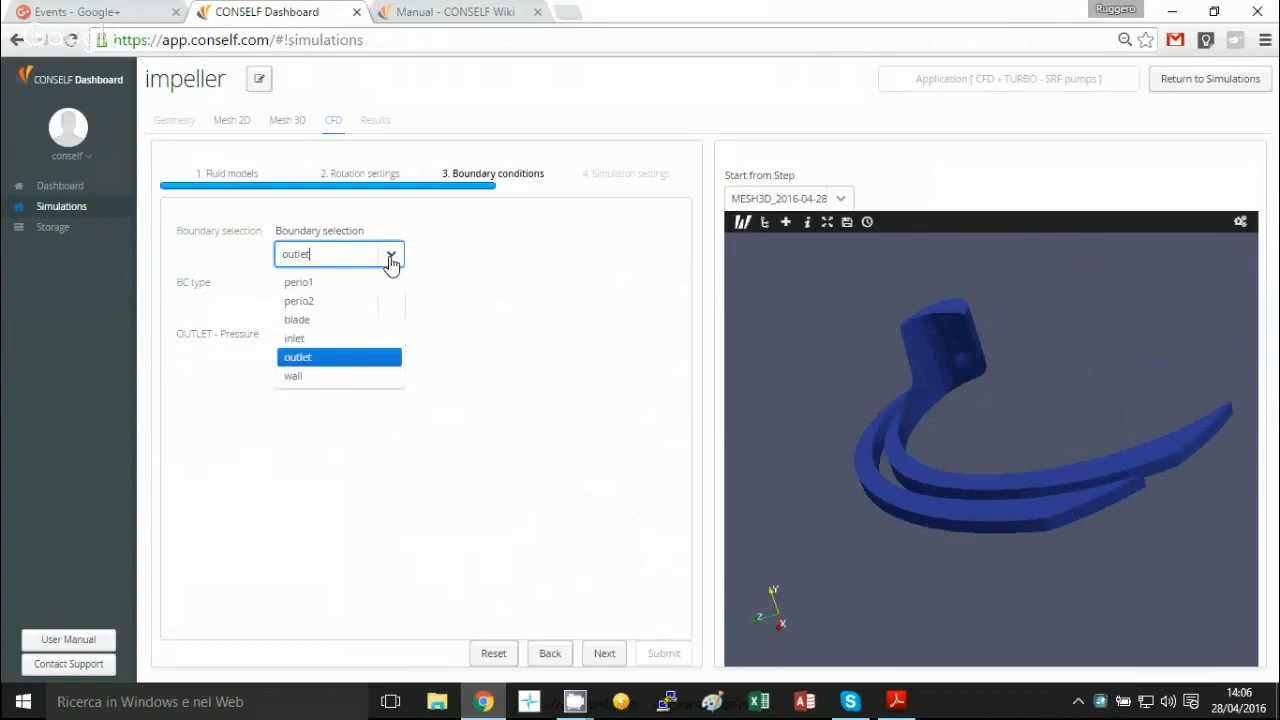 Events - Google+
CONSELF Dashboard
Manual - CONSELF Wiki
Ruggero
https://app.conself.com/#!simulations
CONSELF Dashboard
impeller
Application [ CFD » TURBO - SRF pumps ]
Return to Simulations
Geometry
Mesh 2D
Mesh 3D
CFD
Results
conself
Dashboard
Simulations
Storage
1. Fluid models
2. Rotation settings
3. Boundary conditions
4. Simulation settings
Start from Step
MESH3D_2016-04-28
Boundary selection
Boundary selection
outlet
BC type
perio1
perio2
blade
inlet
outlet
wall
OUTLET - Pressure
Y
Z
X
User Manual
Contact Support
Reset
Back
Next
Submit
Ricerca in Windows e nel Web
14:06
28/04/2016